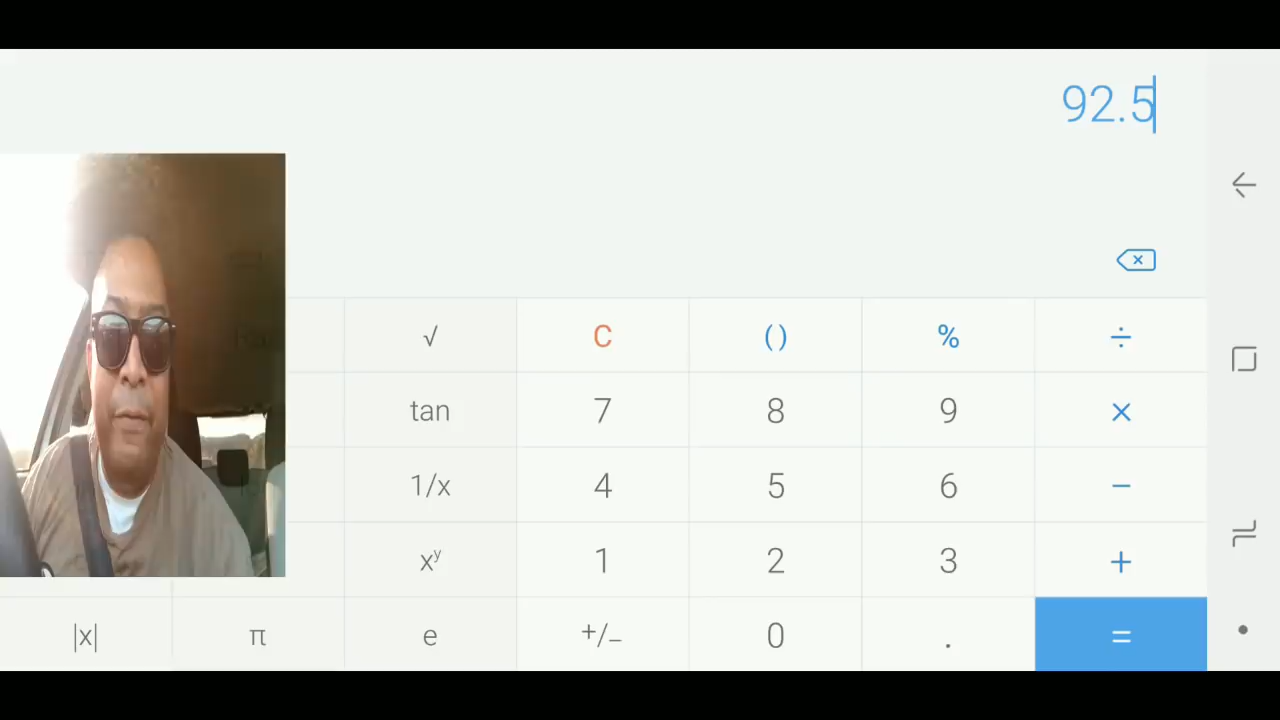 92.5
√ C () % ÷
tan 7 8 9 ×
1/x 4 5 6 −
xʸ 1 2 3 +
|x| π e +/− 0 . =